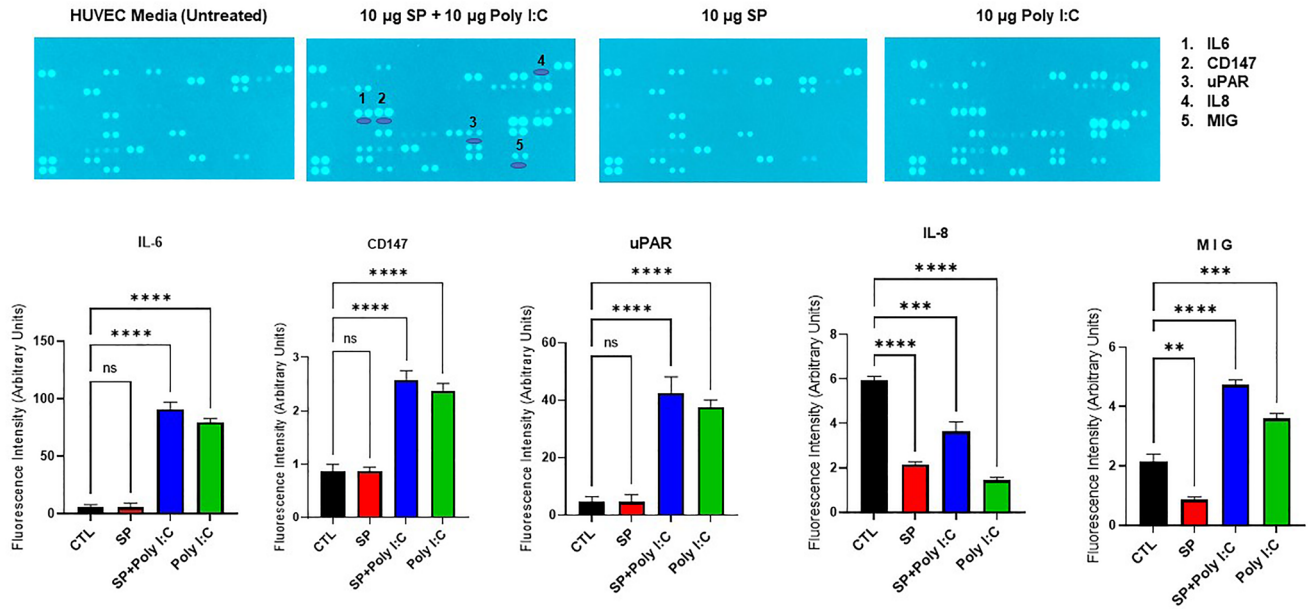 HUVEC Media (Untreated)
10 µg SP + 10 µg Poly I:C
10 µg SP
10 µg Poly I:C
1
2
3
4
5
1. IL6
2. CD147
3 uPAR
4. IL8
5. MIG
IL-6
Fluorescence Intensity (Arbitrary Units)
150
100
50
0
ns
****
****
CTL
SP
SP+Poly I:C
Poly I:C
CD147
Fluorescence Intensity (Arbitrary Units)
3
2
1
0
ns
****
****
CTL
SP
SP+Poly I:C
Poly I:C
uPAR
Fluorescence Intensity (Arbitrary Units)
60
40
20
0
ns
****
****
CTL
SP
SP+Poly I:C
Poly I:C
IL-8
Fluorescence Intensity (Arbitrary Units)
8
6
4
2
0
****
***
****
CTL
SP
SP+Poly I:C
Poly I:C
M I G
Fluorescence Intensity (Arbitrary Units)
6
4
2
0
**
****
***
CTL
SP
SP+Poly I:C
Poly I:C